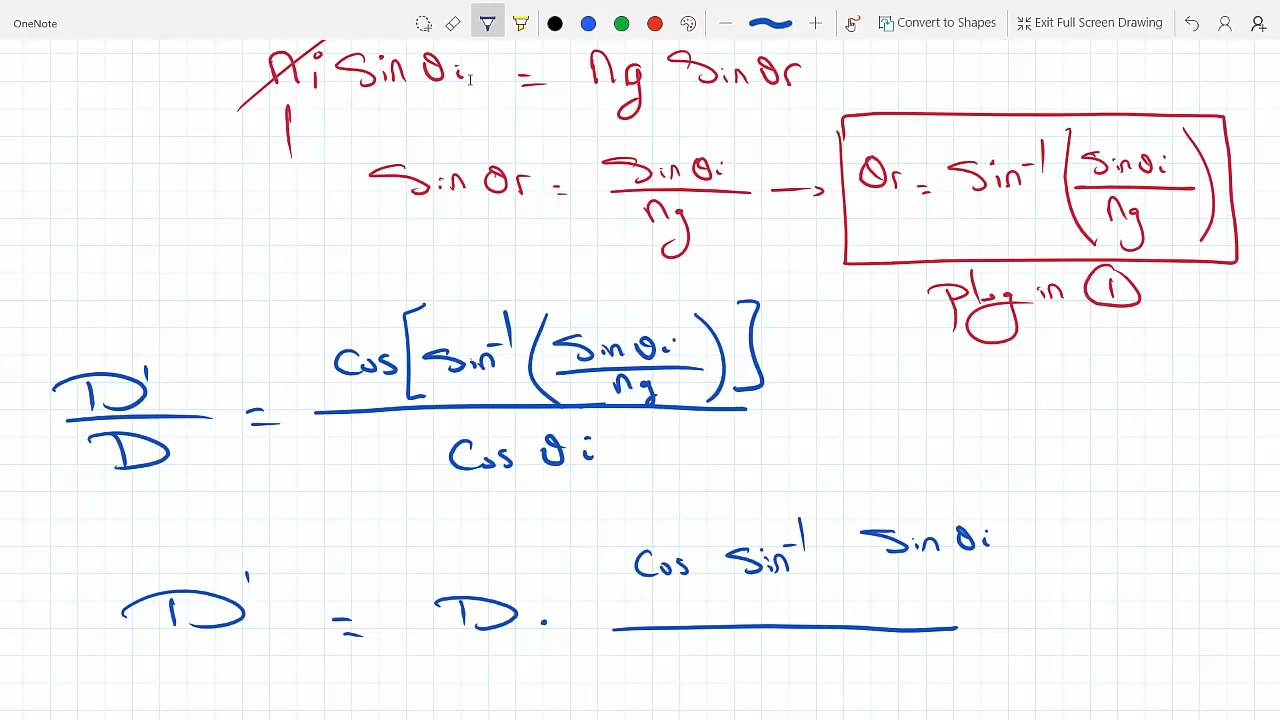 OneNote
Convert to Shapes
Exit Full Screen Drawing
ni Sin θi = ng Sin θr
1
Sin θr = Sin θi / ng → θr = Sin⁻¹ ( Sin θi / ng )
Plug in ①
D' / D = Cos [ Sin⁻¹ ( Sin θi / ng ) ] / Cos θi
Cos Sin⁻¹ Sin θi
D' = D ·